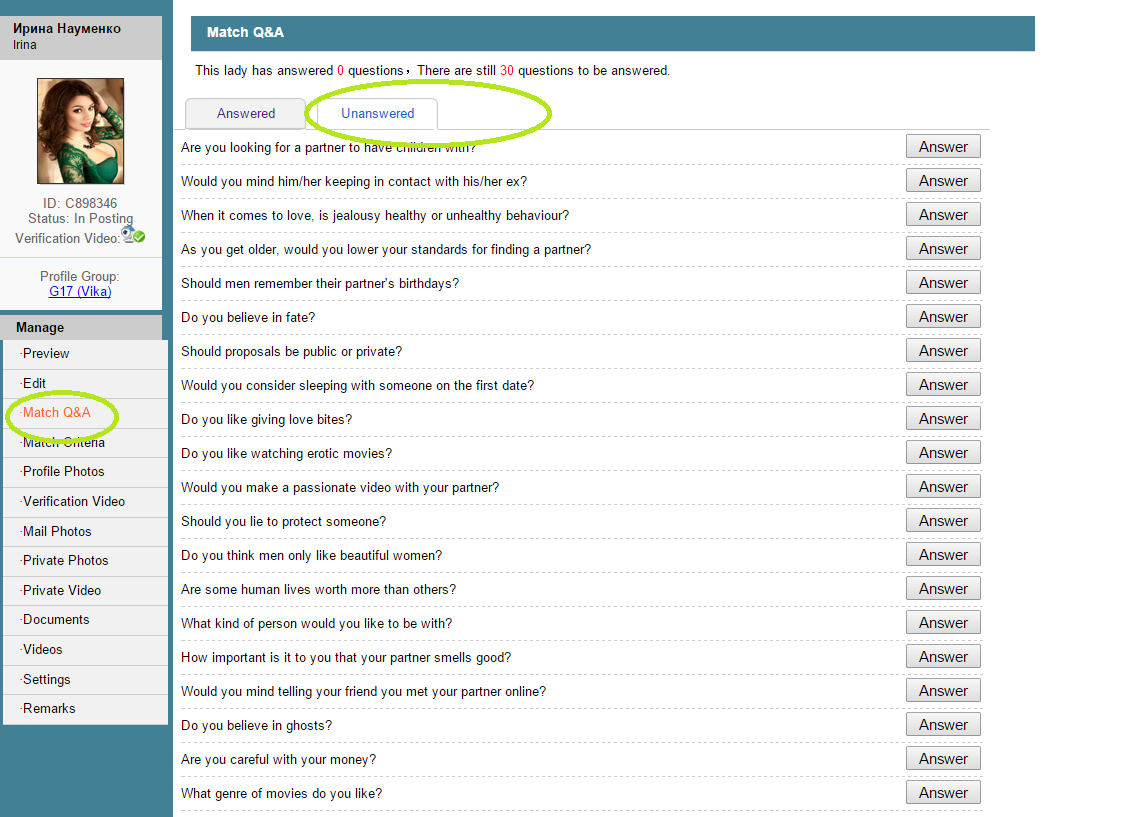 Ирина Науменко
Irina
ID: C898346
Status: In Posting
Verification Video:
Profile Group:
G17 (Vika)
Manage
·Preview
·Edit
·Match Q&A
·Match Criteria
·Profile Photos
·Verification Video
·Mail Photos
·Private Photos
·Private Video
·Documents
·Videos
·Settings
·Remarks
Match Q&A
This lady has answered 0 questions，There are still 30 questions to be answered.
Answered Unanswered
Are you looking for a partner to have children with? Answer
Would you mind him/her keeping in contact with his/her ex? Answer
When it comes to love, is jealousy healthy or unhealthy behaviour? Answer
As you get older, would you lower your standards for finding a partner? Answer
Should men remember their partner's birthdays? Answer
Do you believe in fate? Answer
Should proposals be public or private? Answer
Would you consider sleeping with someone on the first date? Answer
Do you like giving love bites? Answer
Do you like watching erotic movies? Answer
Would you make a passionate video with your partner? Answer
Should you lie to protect someone? Answer
Do you think men only like beautiful women? Answer
Are some human lives worth more than others? Answer
What kind of person would you like to be with? Answer
How important is it to you that your partner smells good? Answer
Would you mind telling your friend you met your partner online? Answer
Do you believe in ghosts? Answer
Are you careful with your money? Answer
What genre of movies do you like? Answer